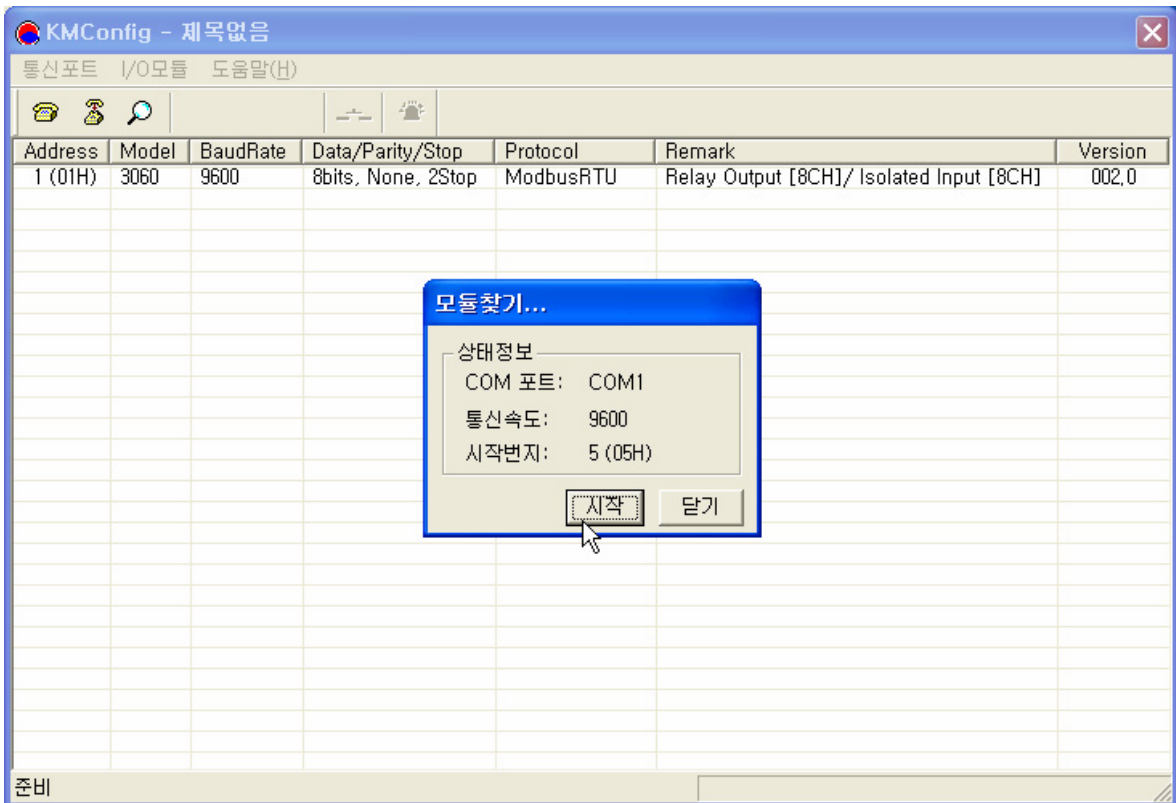 KMConfig - 제목없음
통신포트 I/O모듈 도움말(H)
Address Model BaudRate Data/Parity/Stop Protocol Remark Version
1 (01H) 3060 9600 8bits, None, 2Stop ModbusRTU Relay Output [8CH]/ Isolated Input [8CH] 002.0
모듈찾기...
상태정보
COM 포트: COM1
통신속도: 9600
시작번지: 5 (05H)
시작 닫기
준비